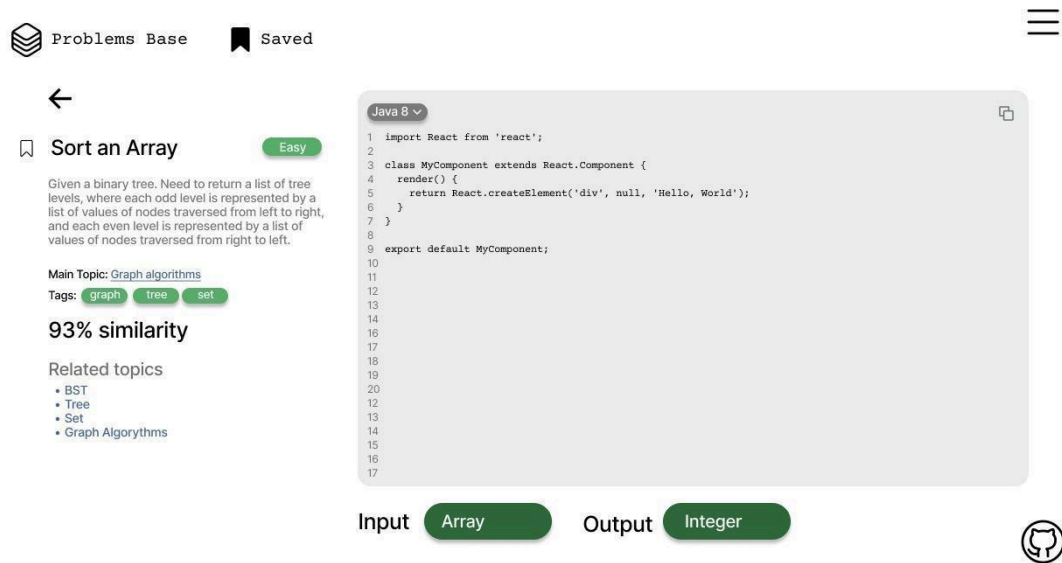 Problems Base
Saved
Sort an Array
Easy
Given a binary tree. Need to return a list of tree
levels, where each odd level is represented by a
list of values of nodes traversed from left to right,
and each even level is represented by a list of
values of nodes traversed from right to left.
Main Topic: Graph algorithms
Tags: graph tree set
93% similarity
Related topics
• BST
• Tree
• Set
• Graph Algorythms
Java 8
1 import React from 'react';
2
3 class MyComponent extends React.Component {
4 render() {
5 return React.createElement('div', null, 'Hello, World');
6 }
7 }
8
9 export default MyComponent;
10
11
12
13
14
16
17
18
19
20
12
13
14
15
16
17
Input Array Output Integer